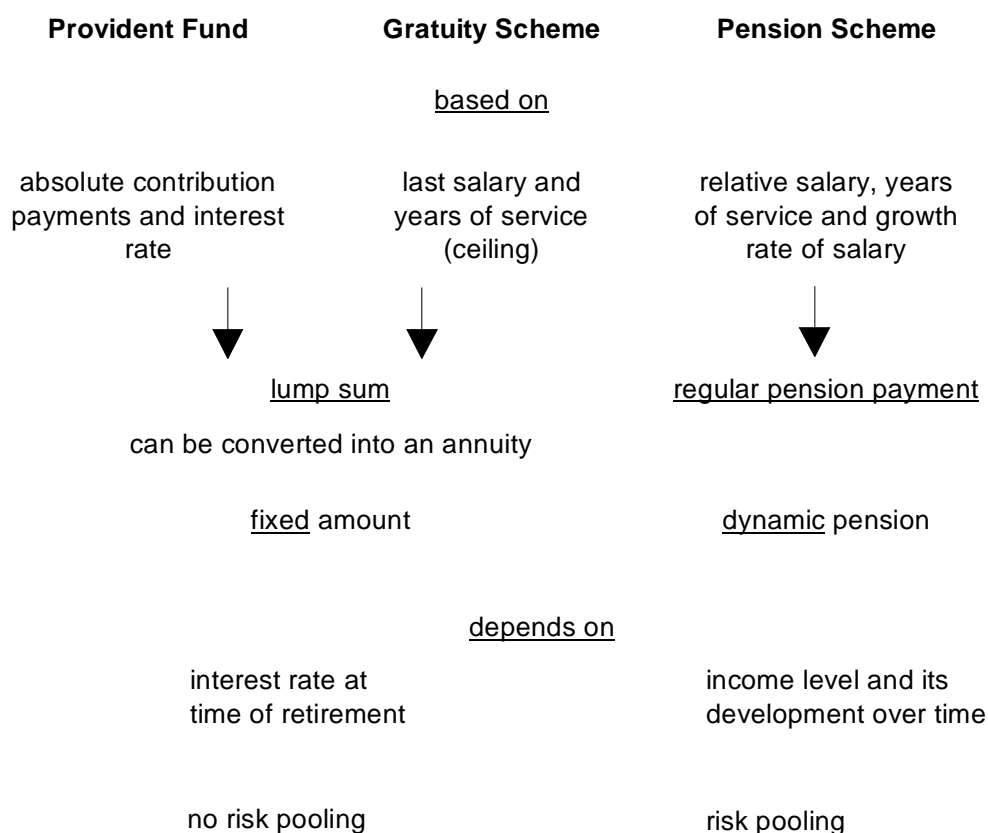 Provident Fund
Gratuity Scheme
Pension Scheme
based on
absolute contribution
payments and interest
rate
last salary and
years of service
(ceiling)
relative salary, years
of service and growth
rate of salary
lump sum
regular pension payment
can be converted into an annuity
fixed amount
dynamic pension
depends on
interest rate at
time of retirement
income level and its
development over time
no risk pooling
risk pooling